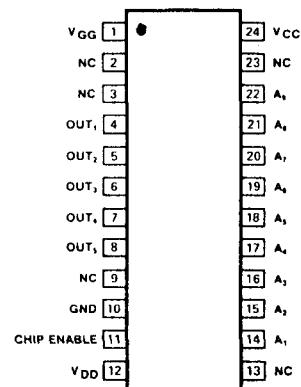 VGG 1 24 VCC
NC 2 23 NC
NC 3 22 A₉
OUT₁ 4 21 A₈
OUT₂ 5 20 A₇
OUT₃ 6 19 A₆
OUT₄ 7 18 A₅
OUT₅ 8 17 A₄
NC 9 16 A₃
GND 10 15 A₂
CHIP ENABLE 11 14 A₁
VDD 12 13 NC